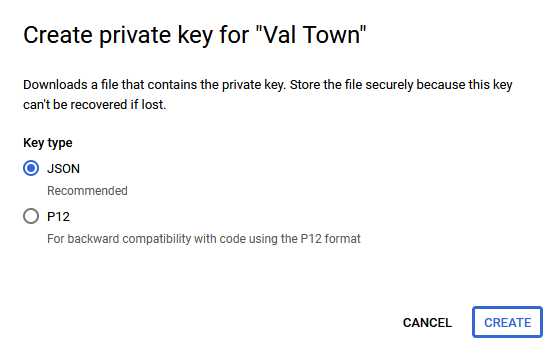 Create private key for "Val Town"
Downloads a file that contains the private key. Store the file securely because this key
can't be recovered if lost.
Key type
JSON
Recommended
P12
For backward compatibility with code using the P12 format
CANCEL CREATE